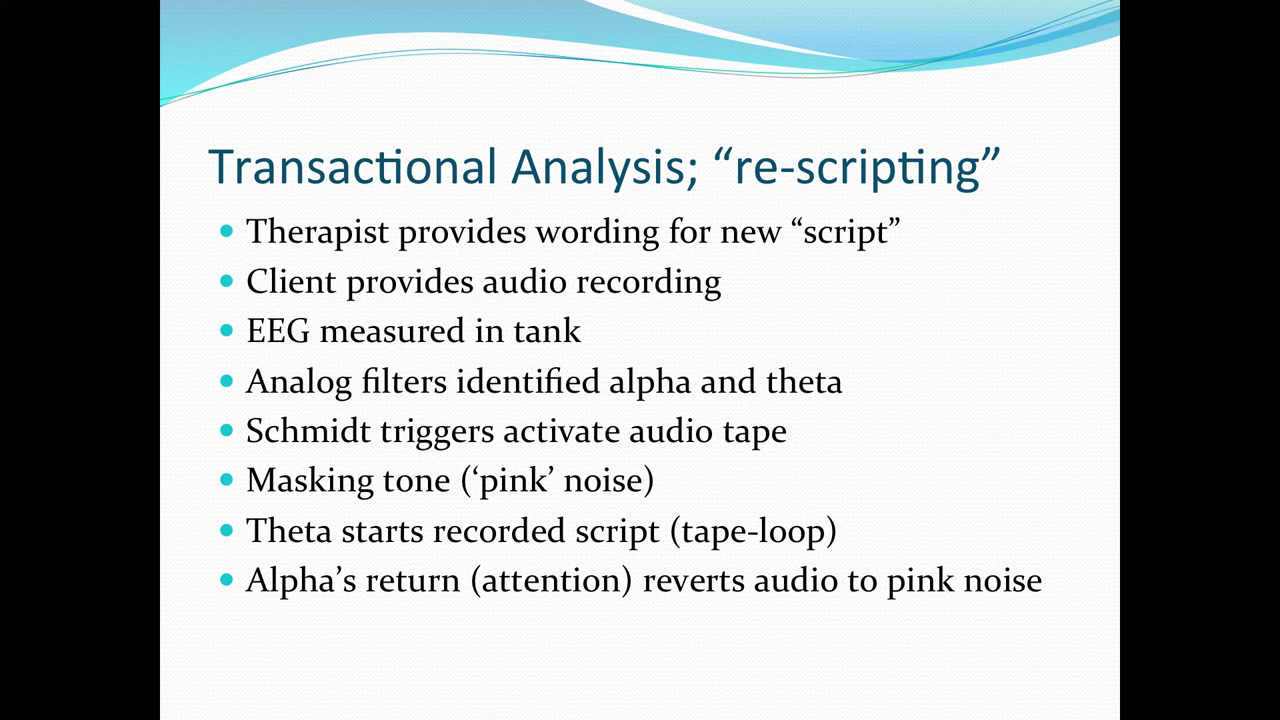 Transactional Analysis; “re-scripting”
Therapist provides wording for new “script”
Client provides audio recording
EEG measured in tank
Analog filters identified alpha and theta
Schmidt triggers activate audio tape
Masking tone (‘pink’ noise)
Theta starts recorded script (tape-loop)
Alpha’s return (attention) reverts audio to pink noise